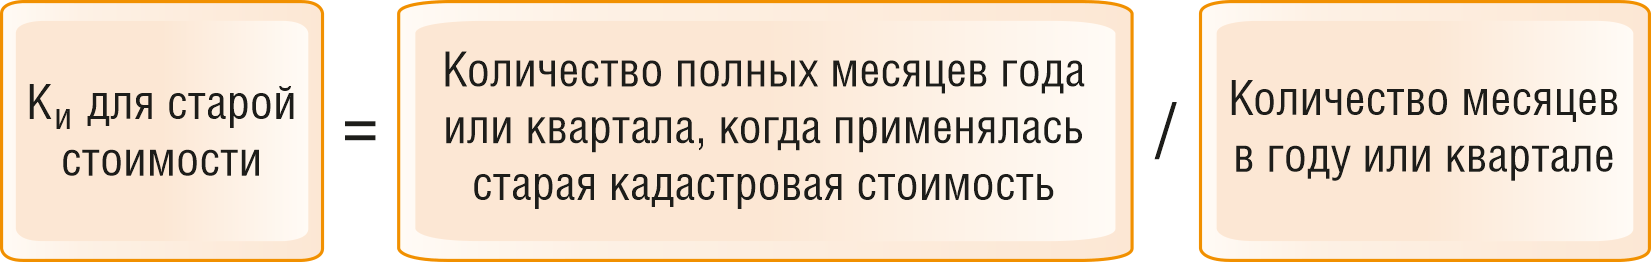 Kи для старой
стоимости
=
Количество полных месяцев года
или квартала, когда применялась
старая кадастровая стоимость
/
Количество месяцев
в году или квартале